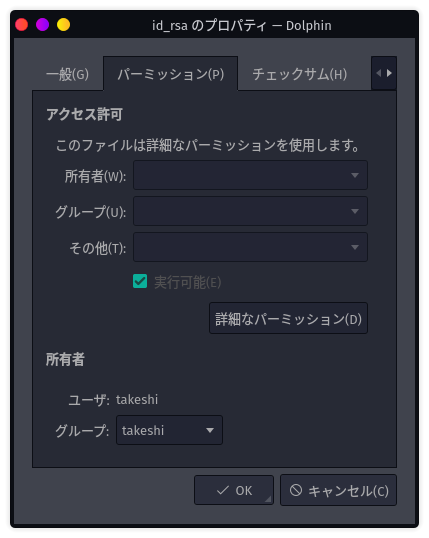 id_rsa のプロパティ — Dolphin
一般(G)
パーミッション(P)
チェックサム(H)
アクセス許可
このファイルは詳細なパーミッションを使用します。
所有者(W):
グループ(U):
その他(T):
実行可能(E)
詳細なパーミッション(D)
所有者
ユーザ: takeshi
グループ: takeshi
OK
キャンセル(C)